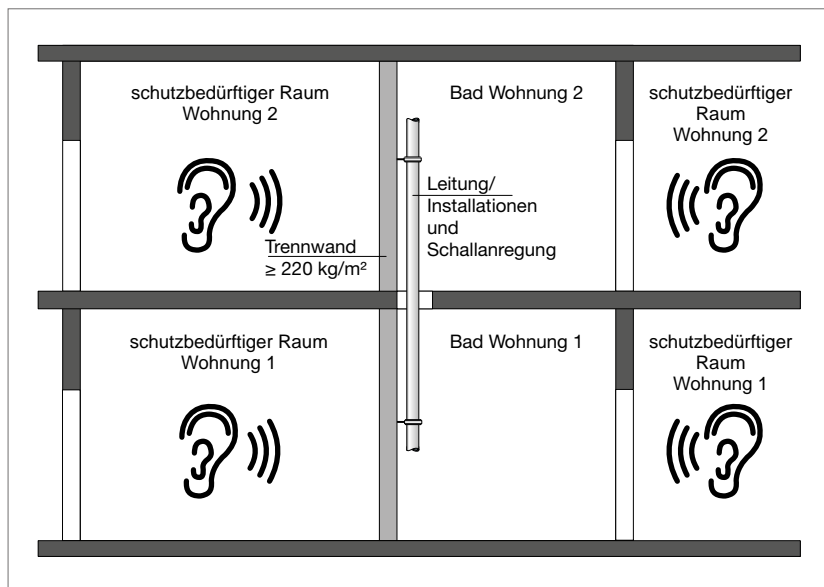 schutzbedürftiger Raum
Wohnung 2
Bad Wohnung 2
schutzbedürftiger
Raum
Wohnung 2
Leitung/
Installationen
und
Schallanregung
Trennwand
≥ 220 kg/m²
schutzbedürftiger Raum
Wohnung 1
Bad Wohnung 1
schutzbedürftiger
Raum
Wohnung 1